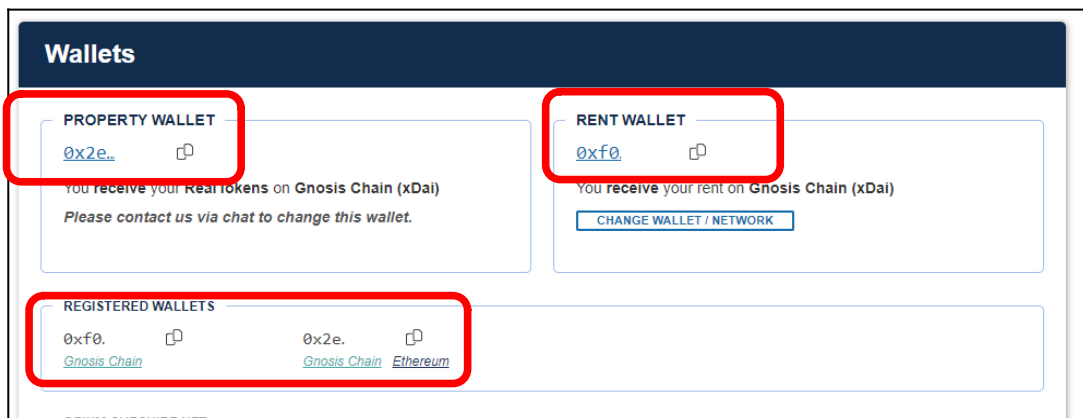 Wallets
PROPERTY WALLET
0x2e..
You receive your RealTokens on Gnosis Chain (xDai)
Please contact us via chat to change this wallet.
RENT WALLET
0xf0.
You receive your rent on Gnosis Chain (xDai)
CHANGE WALLET / NETWORK
REGISTERED WALLETS
0xf0.
Gnosis Chain
0x2e.
Gnosis Chain Ethereum